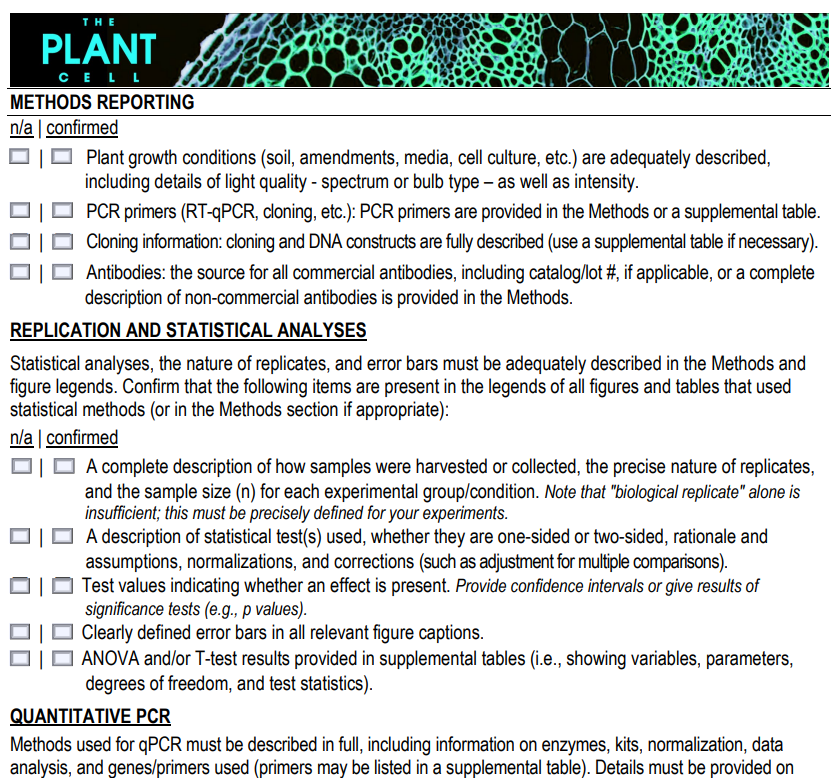 THE
PLANT
CELL
METHODS REPORTING
n/a | confirmed
| Plant growth conditions (soil, amendments, media, cell culture, etc.) are adequately described,
including details of light quality - spectrum or bulb type – as well as intensity.
| PCR primers (RT-qPCR, cloning, etc.): PCR primers are provided in the Methods or a supplemental table.
| Cloning information: cloning and DNA constructs are fully described (use a supplemental table if necessary).
| Antibodies: the source for all commercial antibodies, including catalog/lot #, if applicable, or a complete
description of non-commercial antibodies is provided in the Methods.
REPLICATION AND STATISTICAL ANALYSES
Statistical analyses, the nature of replicates, and error bars must be adequately described in the Methods and
figure legends. Confirm that the following items are present in the legends of all figures and tables that used
statistical methods (or in the Methods section if appropriate):
n/a | confirmed
| A complete description of how samples were harvested or collected, the precise nature of replicates,
and the sample size (n) for each experimental group/condition. Note that "biological replicate" alone is
insufficient; this must be precisely defined for your experiments.
| A description of statistical test(s) used, whether they are one-sided or two-sided, rationale and
assumptions, normalizations, and corrections (such as adjustment for multiple comparisons).
| Test values indicating whether an effect is present. Provide confidence intervals or give results of
significance tests (e.g., p values).
| Clearly defined error bars in all relevant figure captions.
| ANOVA and/or T-test results provided in supplemental tables (i.e., showing variables, parameters,
degrees of freedom, and test statistics).
QUANTITATIVE PCR
Methods used for qPCR must be described in full, including information on enzymes, kits, normalization, data
analysis, and genes/primers used (primers may be listed in a supplemental table). Details must be provided on